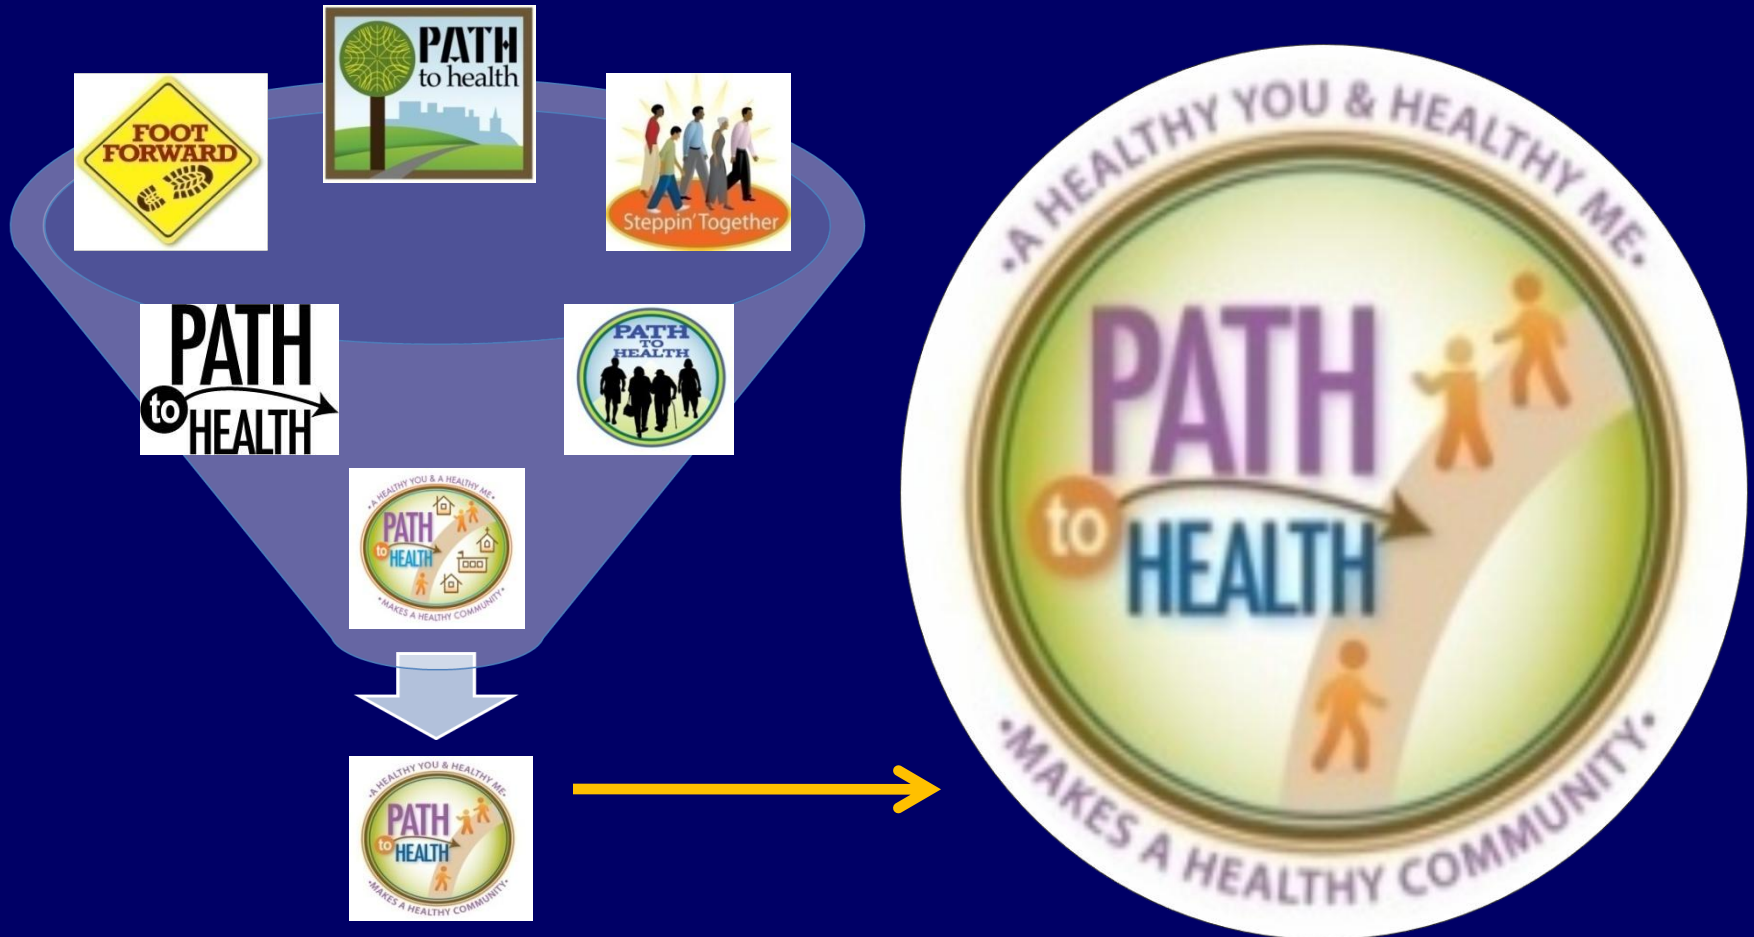 PATH
to health
FOOT
FORWARD
Steppin' Together
PATH
to
HEALTH
PATH
TO
HEALTH
•A HEALTHY YOU & A HEALTHY ME•
PATH
to
HEALTH
•MAKES A HEALTHY COMMUNITY•
•A HEALTHY YOU & HEALTHY ME•
PATH
to
HEALTH
•MAKES A HEALTHY COMMUNITY•
•A HEALTHY YOU & HEALTHY ME•
PATH
to
HEALTH
•MAKES A HEALTHY COMMUNITY•